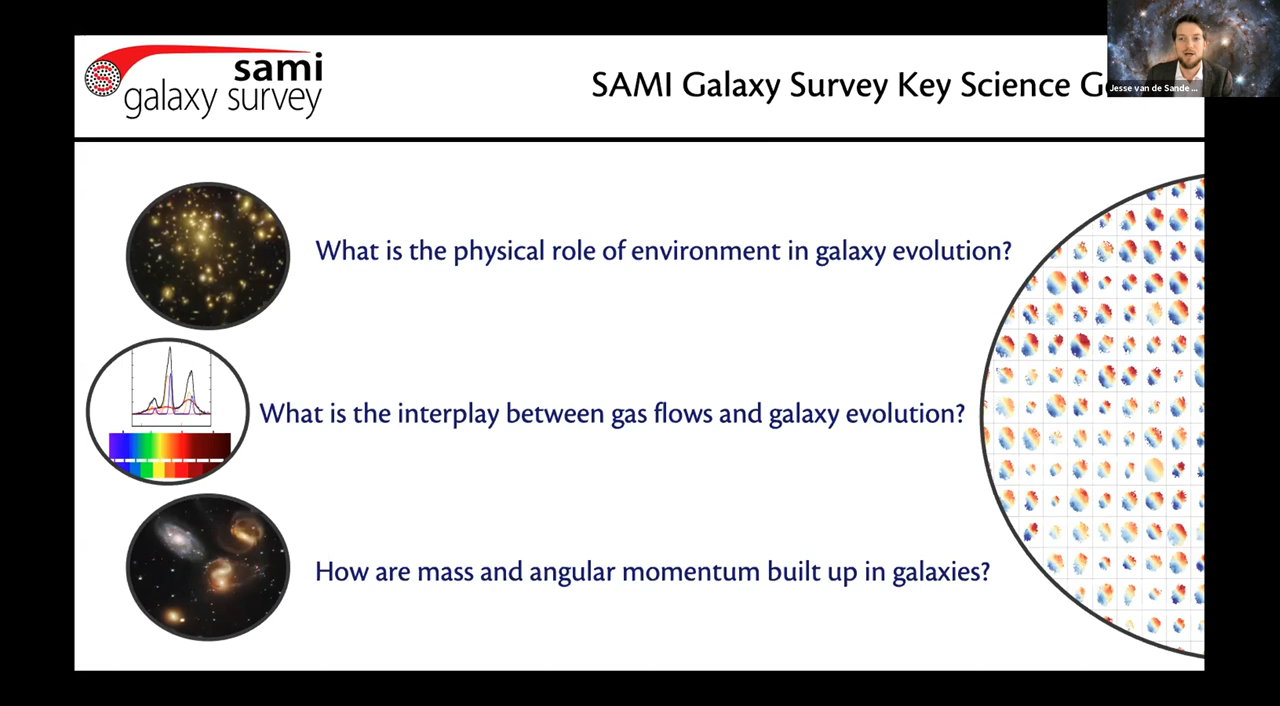 sami
galaxy survey
SAMI Galaxy Survey Key Science
Jesse van de Sande ...
What is the physical role of environment in galaxy evolution?
What is the interplay between gas flows and galaxy evolution?
How are mass and angular momentum built up in galaxies?